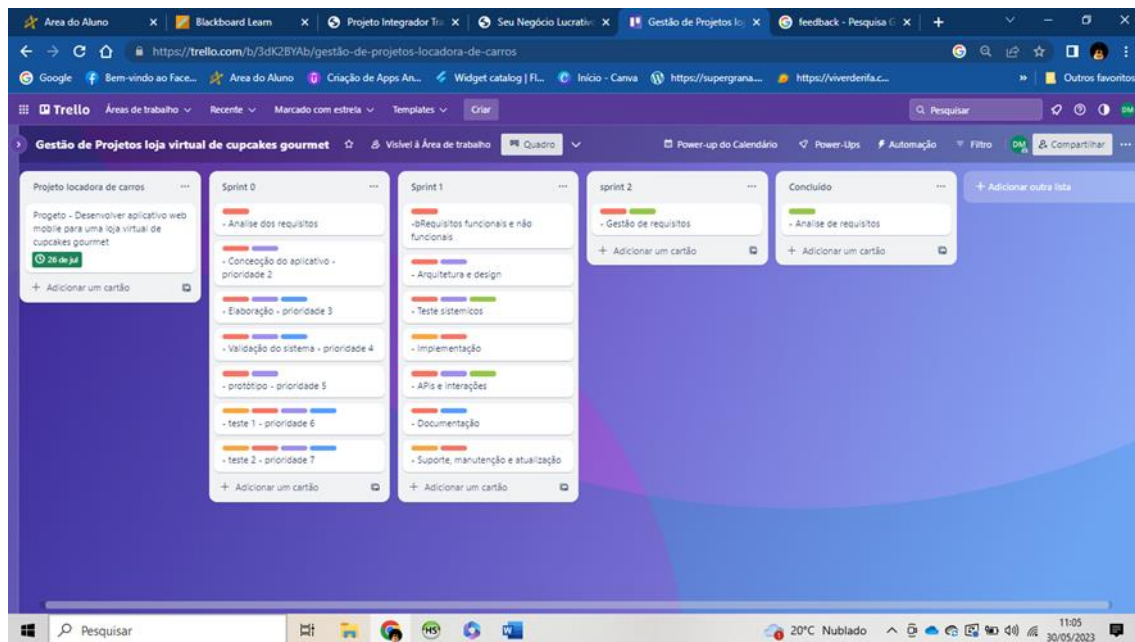 Area do Aluno
Blackboard Learn
Projeto Integrador Tra
Seu Negócio Lucrativo
Gestão de Projetos loj
feedback - Pesquisa G
https://trello.com/b/3dK2BYAb/gestão-de-projetos-locadora-de-carros
Google
Bem-vindo ao Face...
Area do Aluno
Criação de Apps An...
Widget catalog | Fl...
Início - Canva
https://supergrana....
https://viverderifa.c...
»
Outros favoritos
Trello
Áreas de trabalho
Recente
Marcado com estrela
Templates
Criar
Pesquisar
DM
Gestão de Projetos loja virtual de cupcakes gourmet
Visível à Área de trabalho
Quadro
Power-up do Calendário
Power-Ups
Automação
Filtro
DM
Compartilhar
Projeto locadora de carros
Progeto - Desenvolver aplicativo web
mobile para uma loja virtual de
cupcakes gourmet
26 de jul
+ Adicionar um cartão
Sprint 0
- Analise dos requisitos
- Conceoção do aplicativo -
prioridade 2
- Elaboração - prioridade 3
- Validação do sistema - prioridade 4
- protótipo - prioridade 5
- teste 1 - prioridade 6
- teste 2 - prioridade 7
+ Adicionar um cartão
Sprint 1
-bRequisitos funcionais e não
funcionais
- Arquitetura e design
- Teste sistemicos
- Implementação
- APIs e interações
- Documentação
- Suporte, manutenção e atualização
+ Adicionar um cartão
sprint 2
- Gestão de requisitos
+ Adicionar um cartão
Concluído
- Analise de requisitos
+ Adicionar um cartão
+ Adicionar outra lista
Pesquisar
HS
20°C Nublado
11:05
30/05/2023